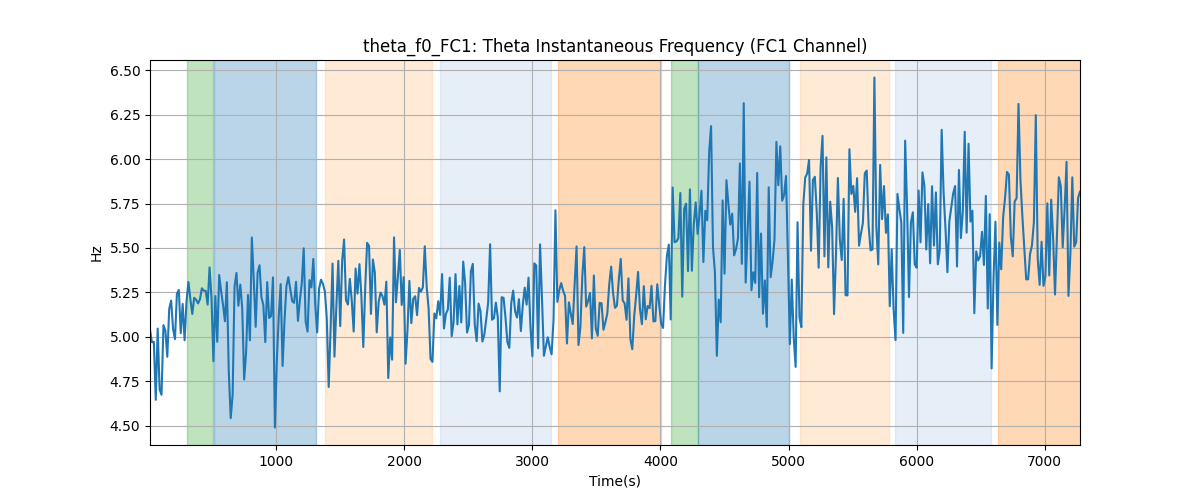 theta_f0_FC1: Theta Instantaneous Frequency (FC1 Channel)
6.50
6.25
6.00
5.75
5.50
5.25
5.00
4.75
4.50
Hz
1000 2000 3000 4000 5000 6000 7000
Time(s)